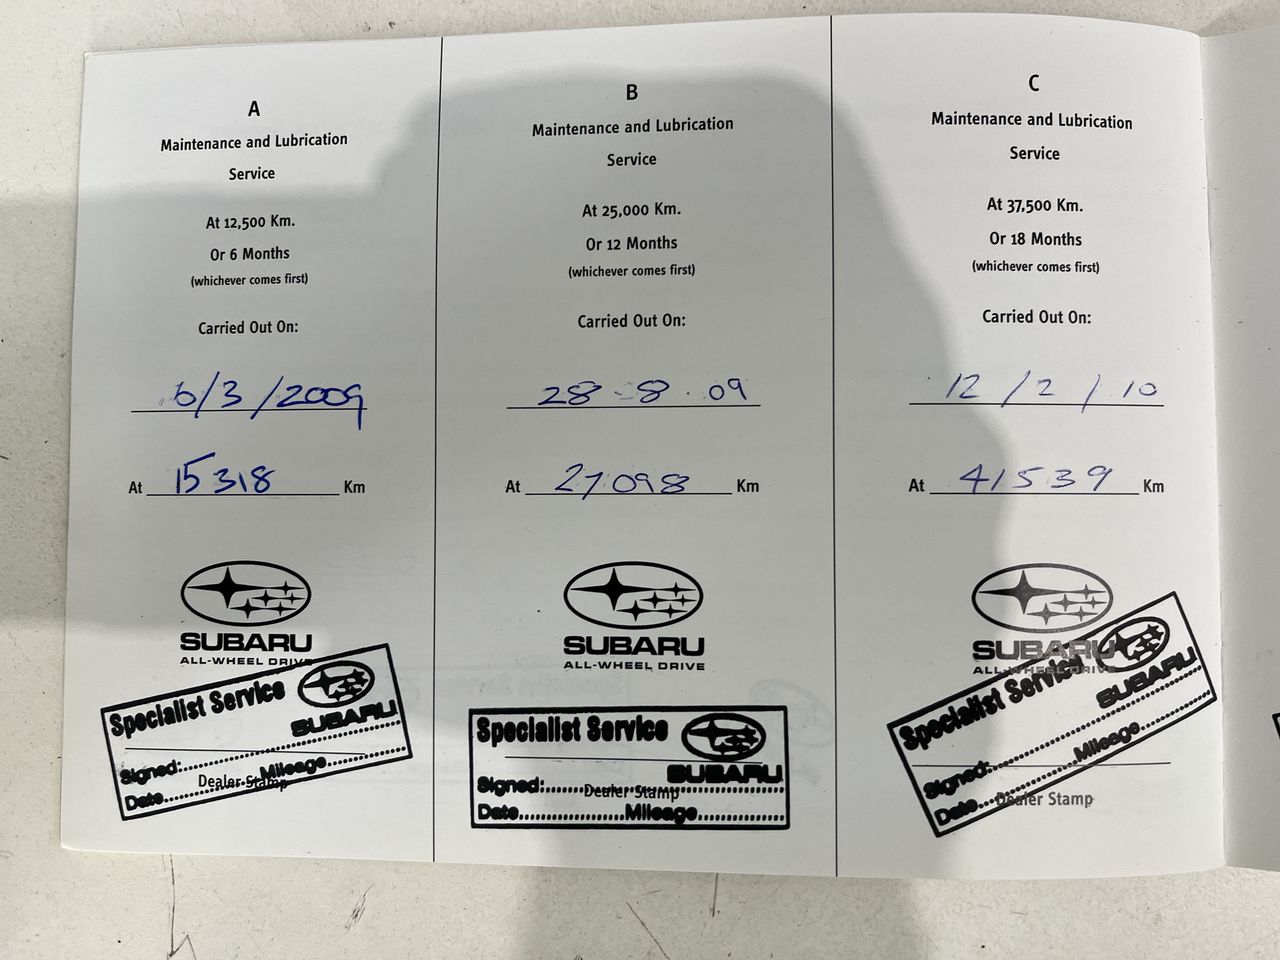 A
Maintenance and Lubrication
Service
At 12,500 Km.
Or 6 Months
(whichever comes first)
Carried Out On:
6/3/2009
At 15318 Km
SUBARU
ALL-WHEEL DRIVE
Specialist Service
SUBARU
Signed:
Date Mileage
Dealer Stamp
B
Maintenance and Lubrication
Service
At 25,000 Km.
Or 12 Months
(whichever comes first)
Carried Out On:
28-8.09
At 27098 Km
SUBARU
ALL-WHEEL DRIVE
Specialist Service
SUBARU
Signed:
Dealer Stamp
Date Mileage
C
Maintenance and Lubrication
Service
At 37,500 Km.
Or 18 Months
(whichever comes first)
Carried Out On:
12/2/10
At 41539 Km
SUBARU
ALL-WHEEL DRIVE
Specialist Service
SUBARU
Signed:
Date Mileage
Dealer Stamp